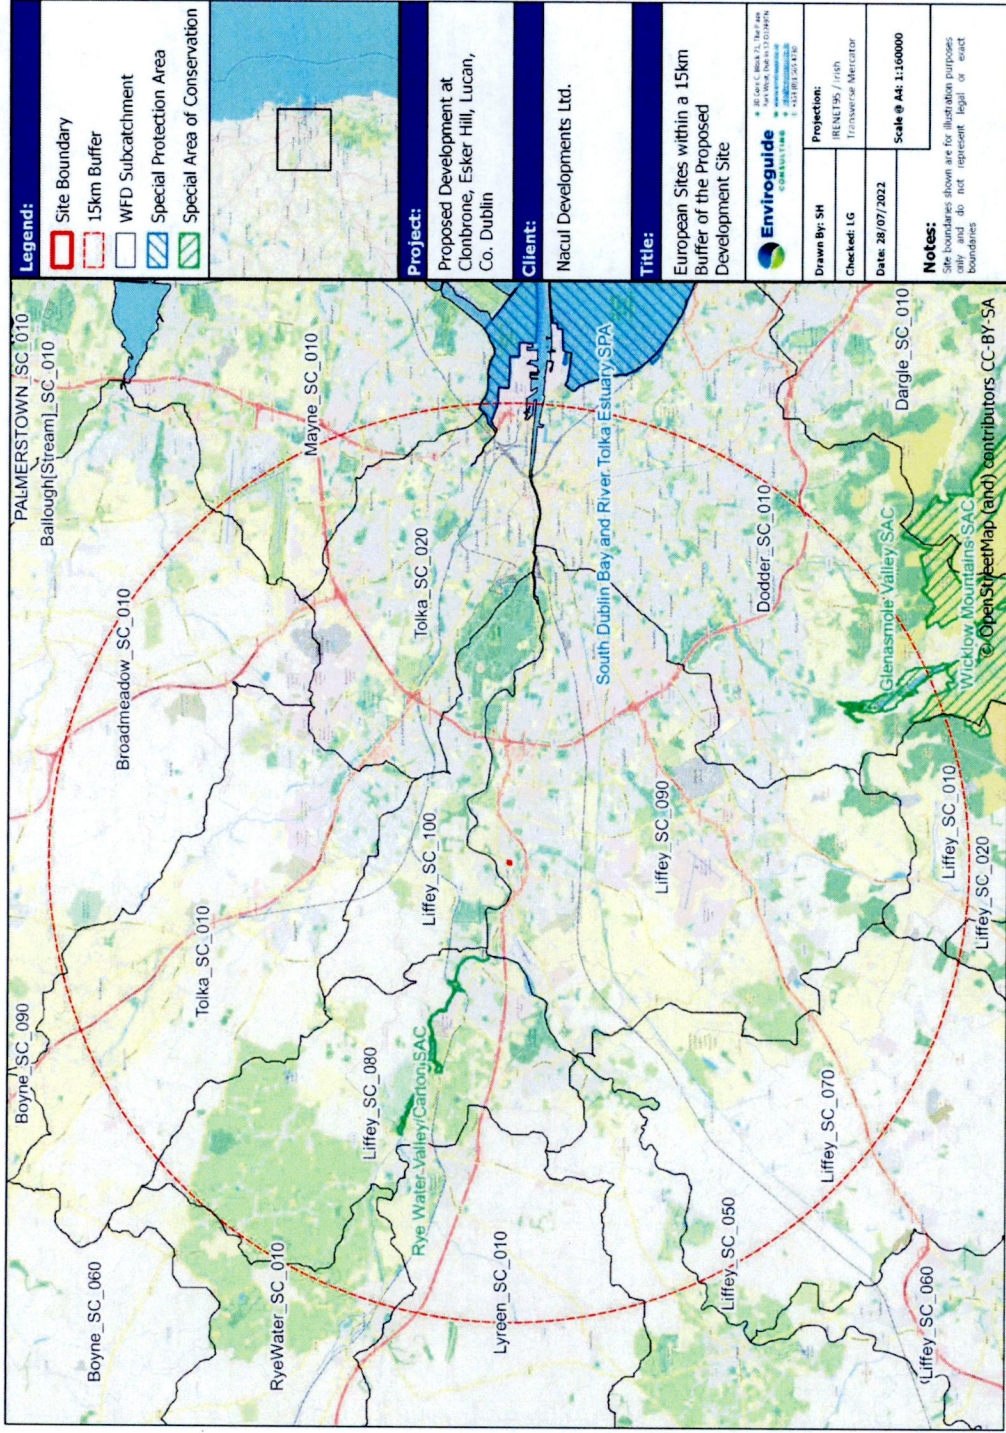 Legend:
Site Boundary
15km Buffer
WFD Subcatchment
Special Protection Area
Special Area of Conservation
Project:
Proposed Development at
Clonbrone, Esker Hill, Lucan,
Co. Dublin
Client:
Nacul Developments Ltd.
Title:
European Sites within a 15km
Buffer of the Proposed
Development Site
Enviroguide
CONSULTING
Drawn By: SH
Checked: LG
Date: 28/07/2022
Projection:
IRENET95 / Irish
Transverse Mercator
Scale @ A4: 1:160000
Notes:
Site boundaries shown are for illustration purposes
only and do not represent legal or exact
boundaries
PALMERSTOWN_SC_010
Ballough[Stream]_SC_010
Boyne_SC_090
Broadmeadow_SC_010
Boyne_SC_060
Mayne_SC_010
Tolka_SC_010
RyeWater_SC_010
Tolka_SC_020
Liffey_SC_080
Liffey_SC_100
Rye Water Valley/Carton SAC
Lyreen_SC_010
South Dublin Bay and River Tolka Estuary SPA
Liffey_SC_090
Liffey_SC_050
Dodder_SC_010
Liffey_SC_070
Glenasmole Valley SAC
Dargle_SC_010
Liffey_SC_060
Liffey_SC_010
Wicklow Mountains SAC
Liffey_SC_020
© OpenStreetMap (and) contributors CC-BY-SA